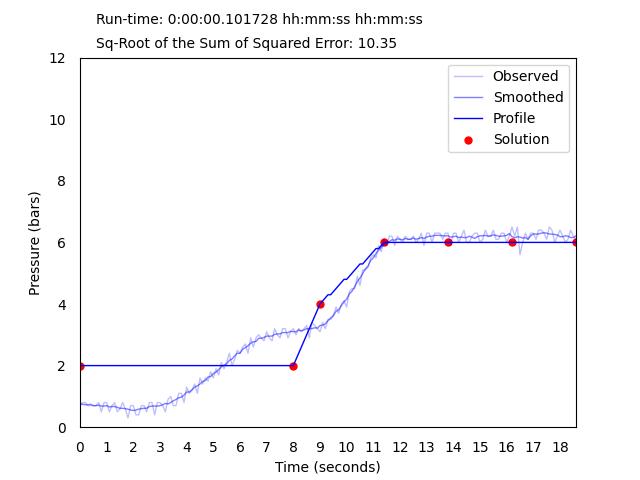 Run-time: 0:00:00.101728 hh:mm:ss hh:mm:ss
Sq-Root of the Sum of Squared Error: 10.35
12
10
8
6
4
2
0
Pressure (bars)
Observed
Smoothed
Profile
Solution
0 1 2 3 4 5 6 7 8 9 10 11 12 13 14 15 16 17 18
Time (seconds)